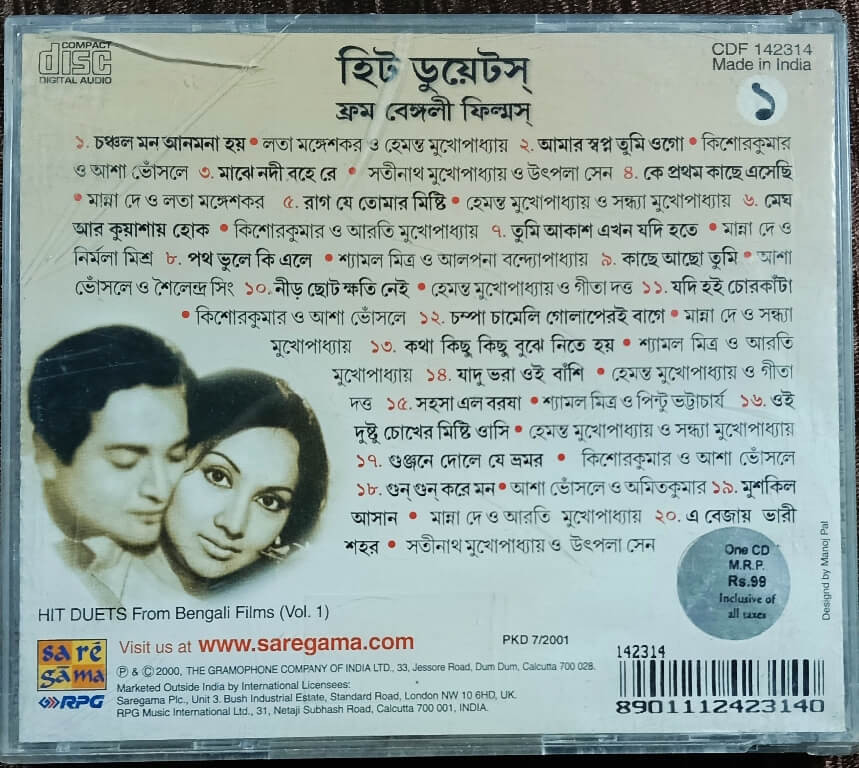 COMPACT
disc
DIGITAL AUDIO
হিট ডুয়েটস্
ফ্রম বেঙ্গলী ফিল্মস্
CDF 142314
Made in India
১
১. চঞ্চল মন আনমনা হয় • লতা মঙ্গেশকর ও হেমন্ত মুখোপাধ্যায় ২. আমার স্বপ্ন তুমি ওগো • কিশোরকুমার
ও আশা ভোঁসলে ৩. মাঝে নদী বহে রে • সতীনাথ মুখোপাধ্যায় ও উৎপলা সেন ৪. কে প্রথম কাছে এসেছি
• মান্না দে ও লতা মঙ্গেশকর ৫. রাগ যে তোমার মিষ্টি • হেমন্ত মুখোপাধ্যায় ও সন্ধ্যা মুখোপাধ্যায় ৬. মেঘ
আর কুয়াশায় হোক • কিশোরকুমার ও আরতি মুখোপাধ্যায় ৭. তুমি আকাশ এখন যদি হতে • মান্না দে ও
নির্মলা মিশ্র ৮. পথ ভুলে কি এলে • শ্যামল মিত্র ও আলপনা বন্দ্যোপাধ্যায় ৯. কাছে আছো তুমি • আশা
ভোঁসলে ও শৈলেন্দ্র সিং ১০. নীড় ছোট ক্ষতি নেই • হেমন্ত মুখোপাধ্যায় ও গীতা দত্ত ১১. যদি হই চোরকাঁটা
• কিশোরকুমার ও আশা ভোঁসলে ১২. চম্পা চামেলি গোলাপেরই বাগে • মান্না দে ও সন্ধ্যা
মুখোপাধ্যায় ১৩. কথা কিছু কিছু বুঝে নিতে হয় • শ্যামল মিত্র ও আরতি
মুখোপাধ্যায় ১৪. যাদু ভরা ওই বাঁশি • হেমন্ত মুখোপাধ্যায় ও গীতা
দত্ত ১৫. সহসা এল বরষা • শ্যামল মিত্র ও পিন্টু ভট্টাচার্য ১৬. ওই
দুষ্টু চোখের মিষ্টি হাসি • হেমন্ত মুখোপাধ্যায় ও সন্ধ্যা মুখোপাধ্যায়
১৭. গুঞ্জনে দোলে যে ভ্রমর • কিশোরকুমার ও আশা ভোঁসলে
১৮. গুন্ গুন্ করে মন • আশা ভোঁসলে ও অমিতকুমার ১৯. মুশকিল
আসান • মান্না দে ও আরতি মুখোপাধ্যায় ২০. এ বেজায় ভারী
শহর • সতীনাথ মুখোপাধ্যায় ও উৎপলা সেন
One CD
M.R.P.
Rs.99
Inclusive of
all taxes
Designd by Manoj Pal
HIT DUETS From Bengali Films (Vol. 1)
sa re
ga ma
RPG
Visit us at www.saregama.com
PKD 7/2001
℗ & © 2000, THE GRAMOPHONE COMPANY OF INDIA LTD., 33, Jessore Road, Dum Dum, Calcutta 700 028.
Marketed Outside India by International Licensees:
Saregama Plc., Unit 3. Bush Industrial Estate, Standard Road, London NW 10 6HD, UK.
RPG Music International Ltd., 31, Netaji Subhash Road, Calcutta 700 001, INDIA.
142314
8901112423140